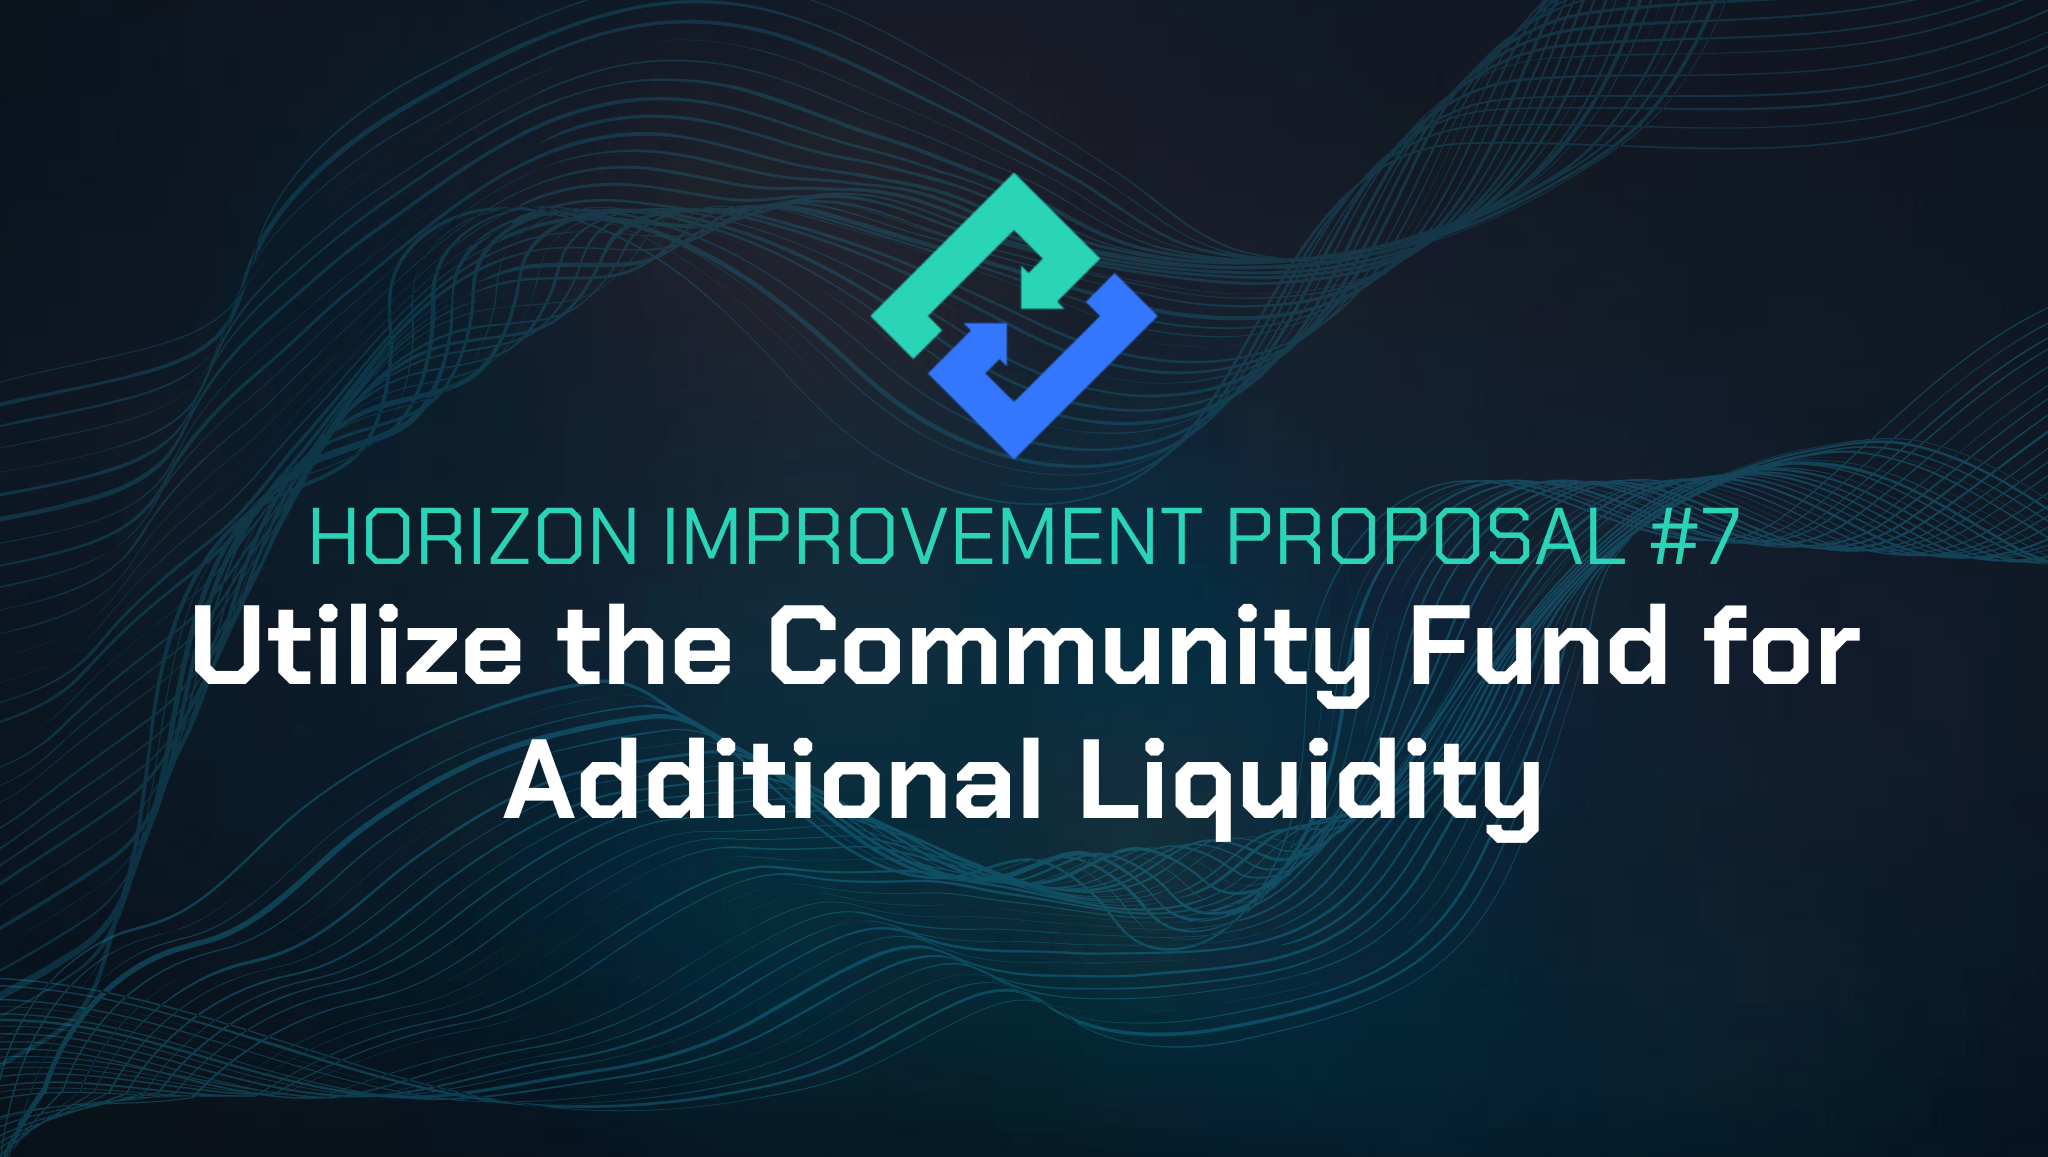 HORIZON IMPROVEMENT PROPOSAL #7
Utilize the Community Fund for
Additional Liquidity